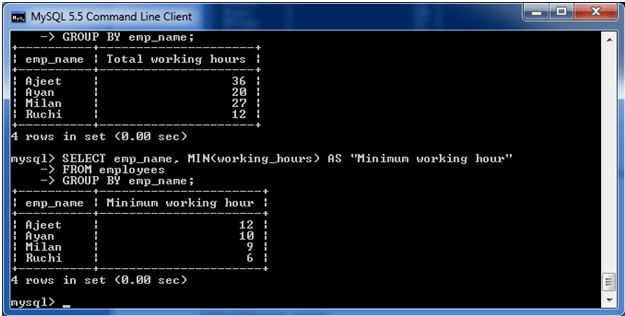 MySQL 5.5 Command Line Client
    -> GROUP BY emp_name;
+----------+---------------------+
| emp_name | Total working hours |
+----------+---------------------+
| Ajeet    |                  36 |
| Ayan     |                  20 |
| Milan    |                  27 |
| Ruchi    |                  12 |
+----------+---------------------+
4 rows in set (0.00 sec)
mysql> SELECT emp_name, MIN(working_hours) AS "Minimum working hour"
    -> FROM employees
    -> GROUP BY emp_name;
+----------+----------------------+
| emp_name | Minimum working hour |
+----------+----------------------+
| Ajeet    |                   12 |
| Ayan     |                   10 |
| Milan    |                    9 |
| Ruchi    |                    6 |
+----------+----------------------+
4 rows in set (0.00 sec)
mysql> _